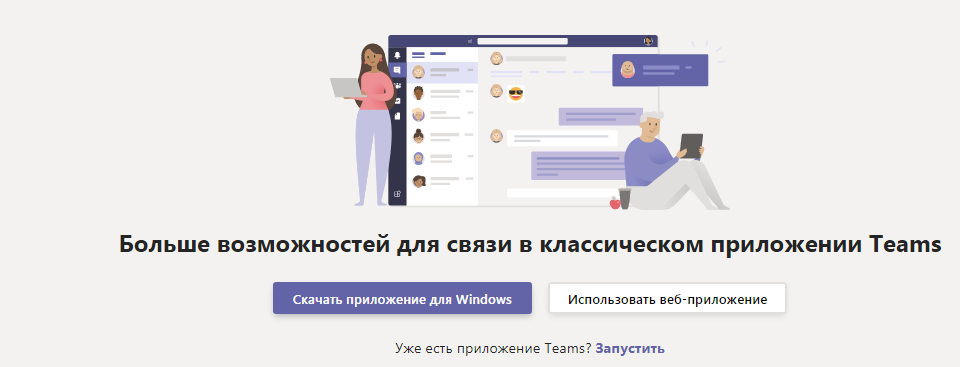 Больше возможностей для связи в классическом приложении Teams
Скачать приложение для Windows
Использовать веб-приложение
Уже есть приложение Teams? Запустить